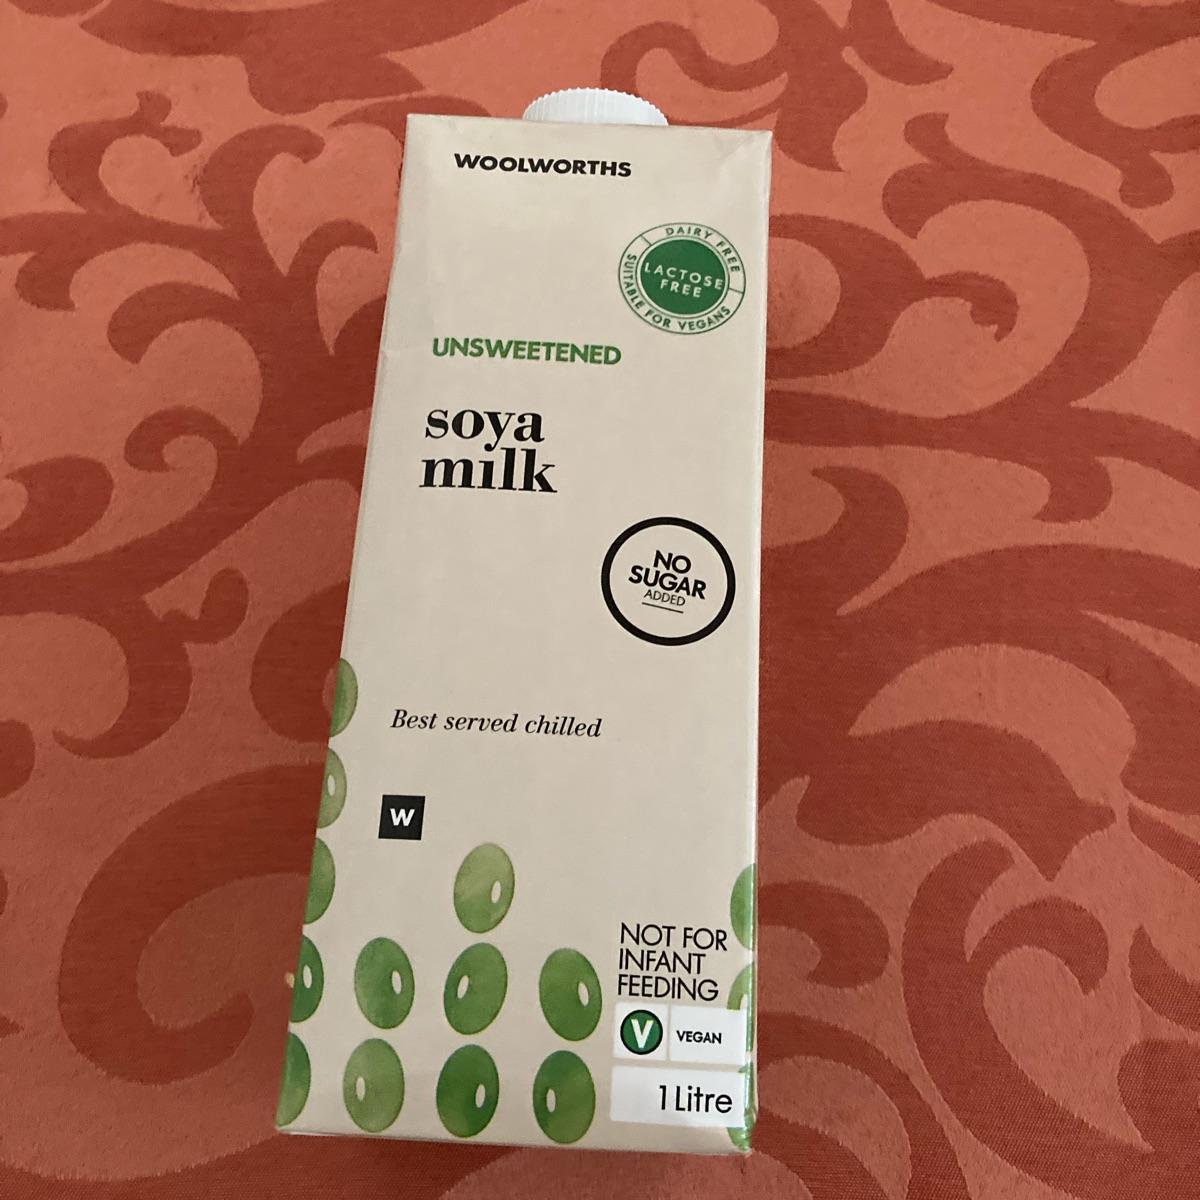 WOOLWORTHS
DAIRY FREE
LACTOSE
FREE
SUITABLE FOR VEGANS
UNSWEETENED
soya
milk
NO
SUGAR
ADDED
Best served chilled
W
NOT FOR
INFANT
FEEDING
V VEGAN
1 Litre